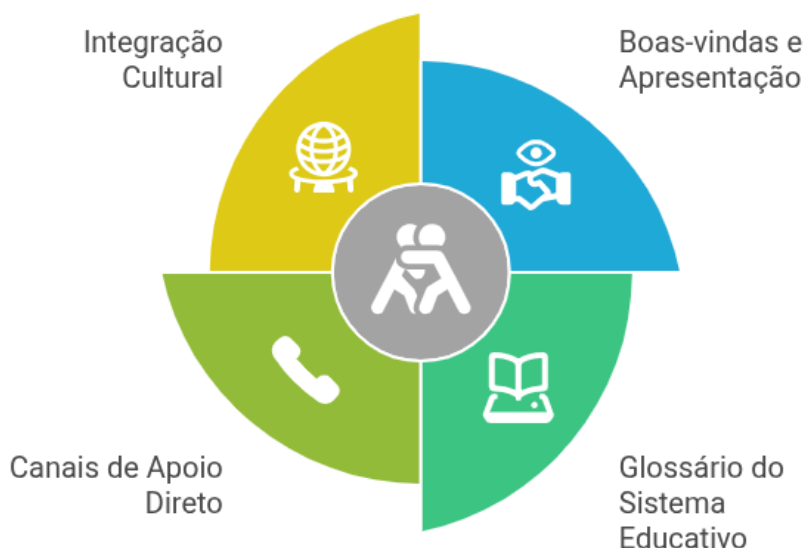 Integração
Cultural
Boas-vindas e
Apresentação
Canais de Apoio
Direto
Glossário do
Sistema
Educativo